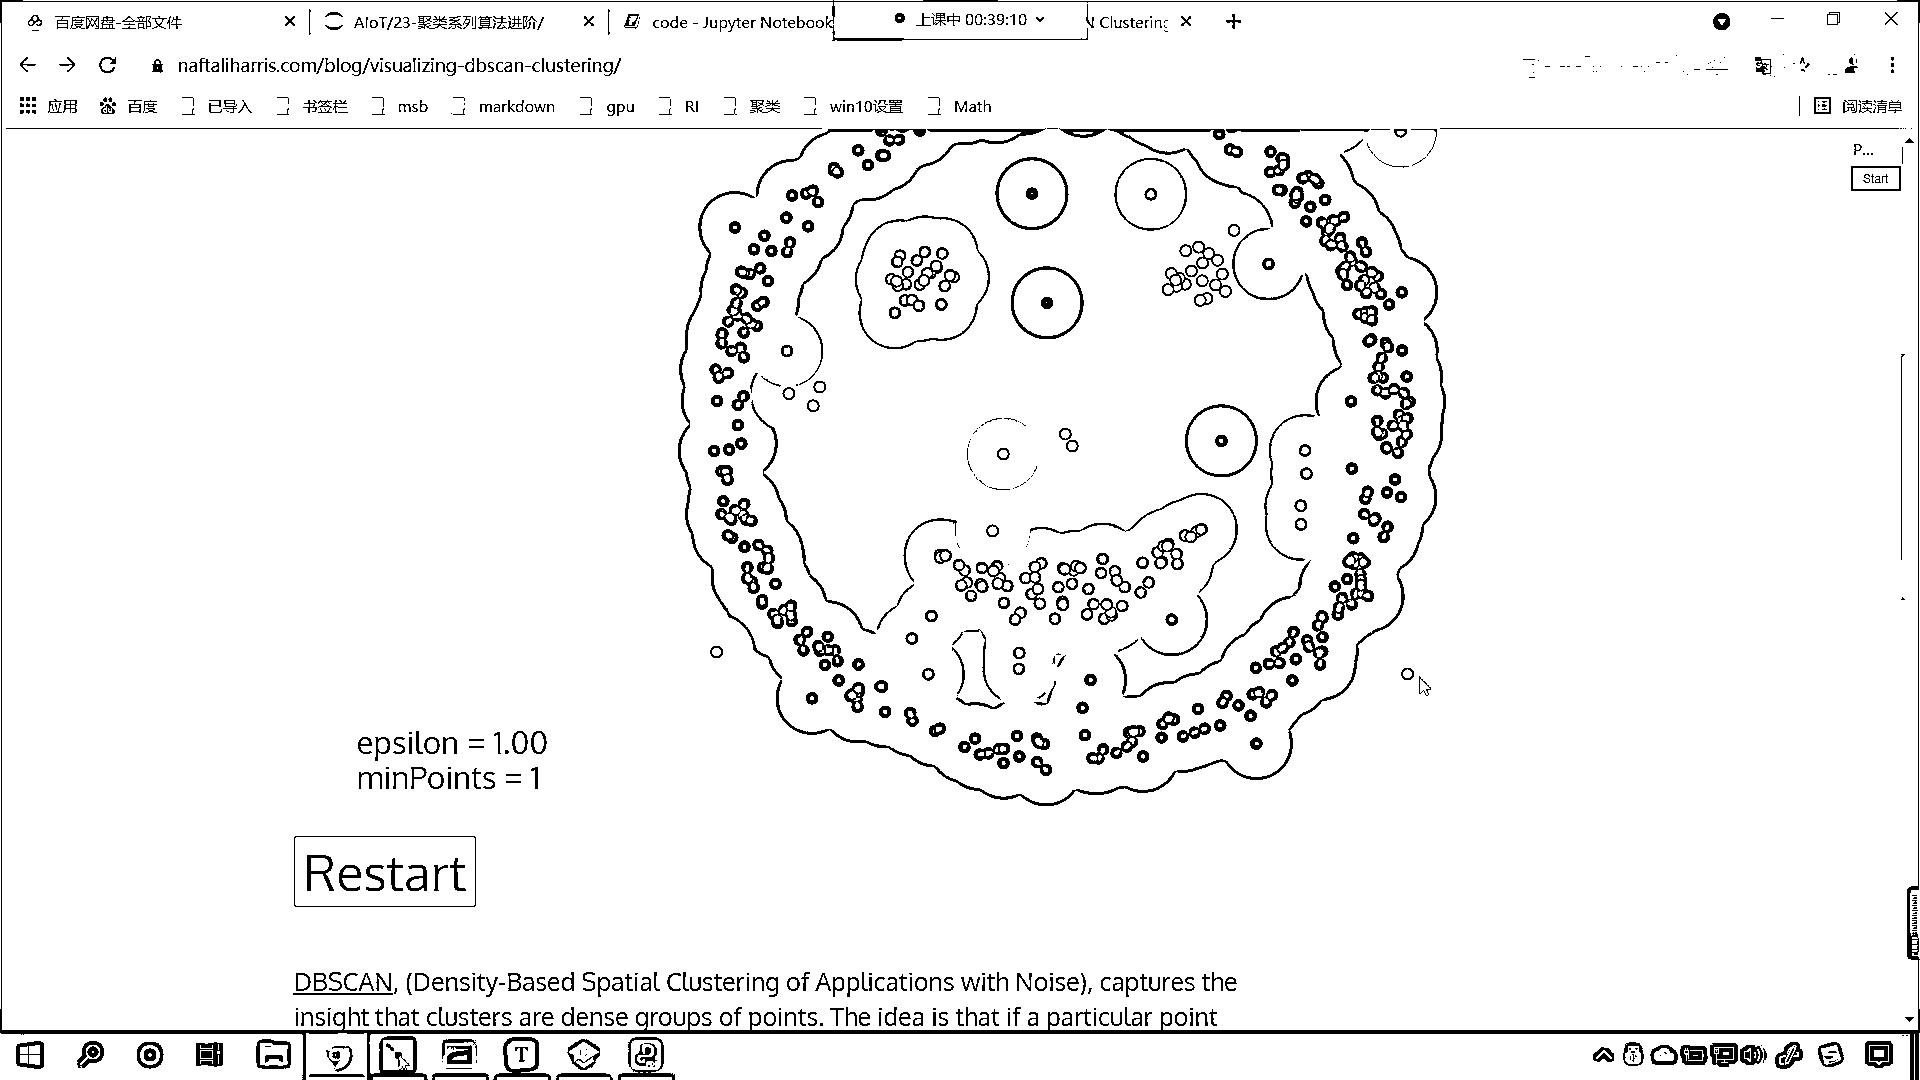 百度网盘-全部文件
AIoT/23-聚类系列算法进阶/
code - Jupyter Notebook
上课中 00:39:10
Clustering
naftaliharris.com/blog/visualizing-dbscan-clustering/
应用
百度
已导入
书签栏
msb
markdown
gpu
RI
聚类
win10设置
Math
阅读清单
P...
Start
epsilon = 1.00
minPoints = 1
Restart
DBSCAN, (Density-Based Spatial Clustering of Applications with Noise), captures the
insight that clusters are dense groups of points. The idea is that if a particular point